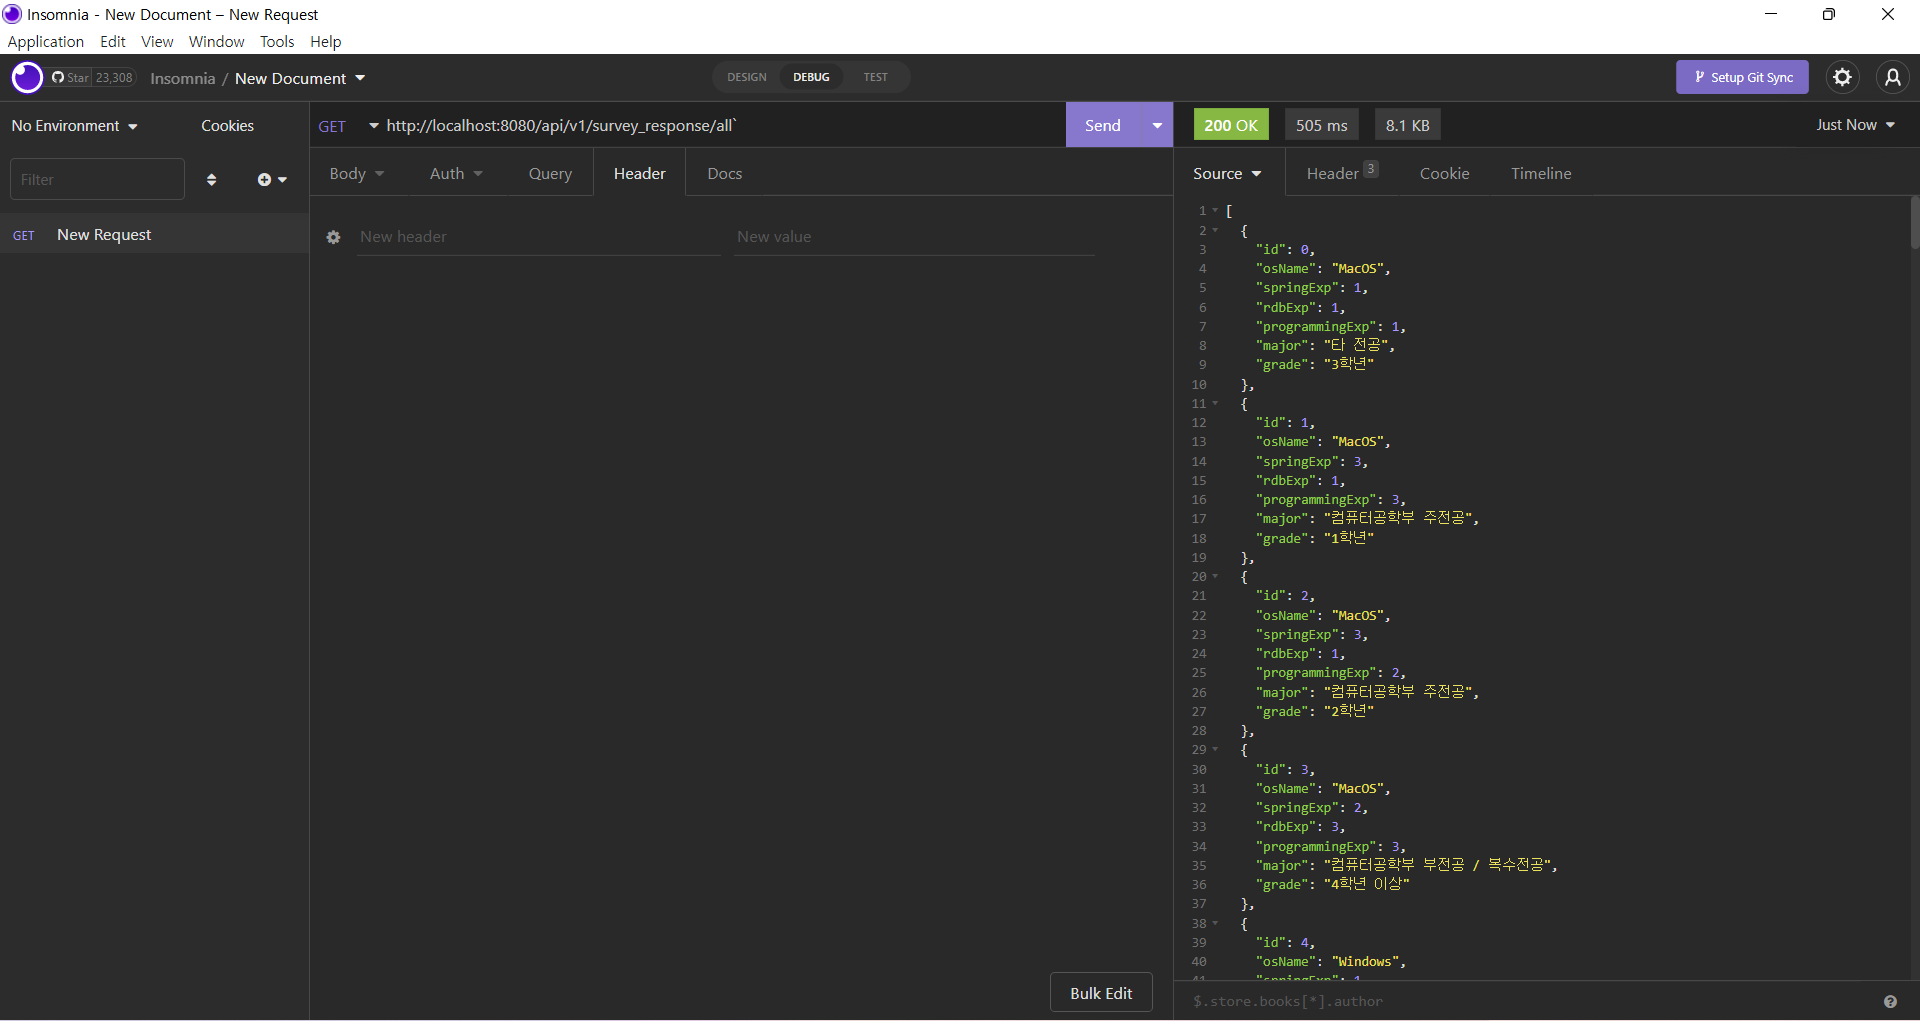 Insomnia - New Document – New Request
Application Edit View Window Tools Help
Star 23,308 Insomnia / New Document DESIGN DEBUG TEST Setup Git Sync
No Environment Cookies
Filter
GET New Request
GET http://localhost:8080/api/v1/survey_response/all` Send
Body Auth Query Header Docs
New header New value
Bulk Edit
200 OK 505 ms 8.1 KB Just Now
Source Header 3 Cookie Timeline
1 [
2 {
3 "id": 0,
4 "osName": "MacOS",
5 "springExp": 1,
6 "rdbExp": 1,
7 "programmingExp": 1,
8 "major": "타 전공",
9 "grade": "3학년"
10 },
11 {
12 "id": 1,
13 "osName": "MacOS",
14 "springExp": 3,
15 "rdbExp": 1,
16 "programmingExp": 3,
17 "major": "컴퓨터공학부 주전공",
18 "grade": "1학년"
19 },
20 {
21 "id": 2,
22 "osName": "MacOS",
23 "springExp": 3,
24 "rdbExp": 1,
25 "programmingExp": 2,
26 "major": "컴퓨터공학부 주전공",
27 "grade": "2학년"
28 },
29 {
30 "id": 3,
31 "osName": "MacOS",
32 "springExp": 2,
33 "rdbExp": 3,
34 "programmingExp": 3,
35 "major": "컴퓨터공학부 부전공 / 복수전공",
36 "grade": "4학년 이상"
37 },
38 {
39 "id": 4,
40 "osName": "Windows",
41 "springExp": 1
$.store.books[*].author